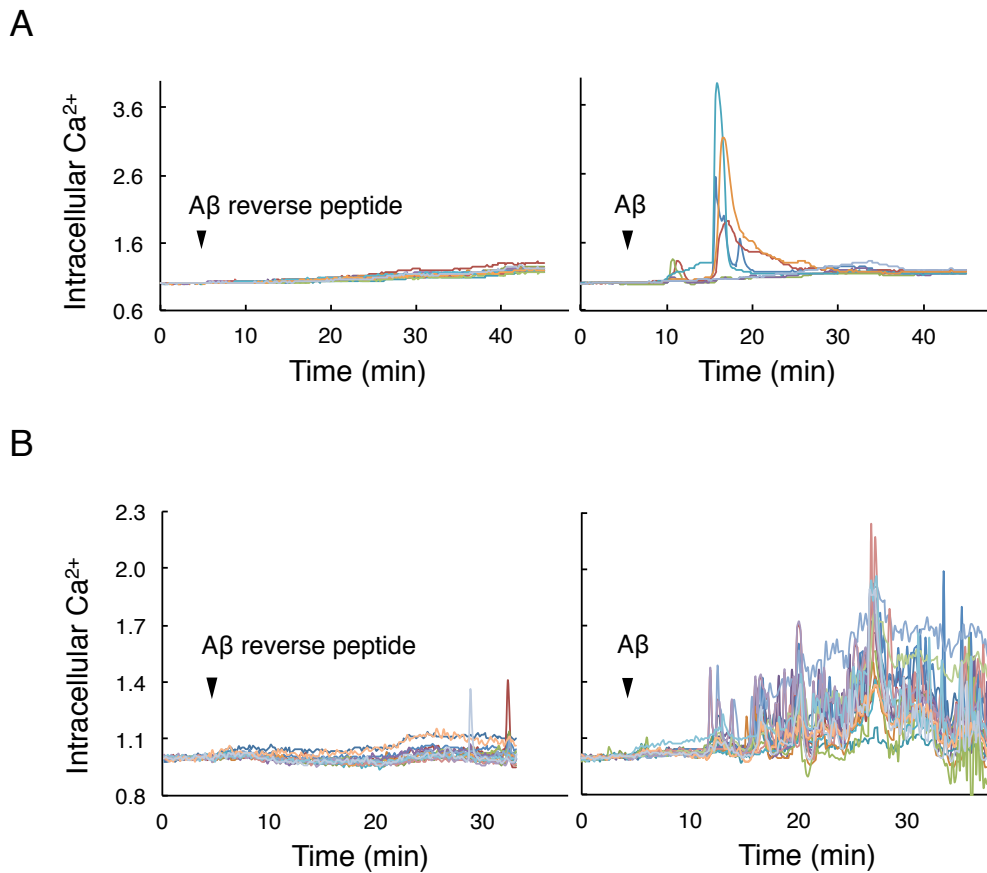 A
Intracellular Ca²⁺
3.6
2.6
1.6
0.6
Aβ reverse peptide
Aβ
0 10 20 30 40
0 10 20 30 40
Time (min)
Time (min)
B
Intracellular Ca²⁺
2.3
2.0
1.7
1.4
1.1
0.8
Aβ reverse peptide
Aβ
0 10 20 30
0 10 20 30
Time (min)
Time (min)